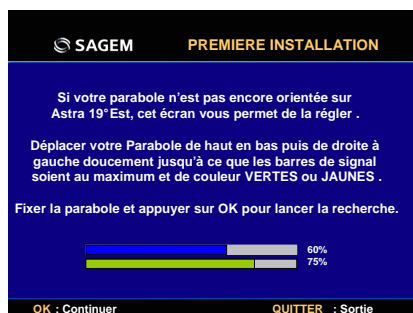 SAGEM
PREMIERE INSTALLATION
Si votre parabole n'est pas encore orientée sur
Astra 19°Est, cet écran vous permet de la régler .
Déplacer votre Parabole de haut en bas puis de droite à
gauche doucement jusqu'à ce que les barres de signal
soient au maximum et de couleur VERTES ou JAUNES .
Fixer la parabole et appuyer sur OK pour lancer la recherche.
60%
75%
OK : Continuer
QUITTER : Sortie